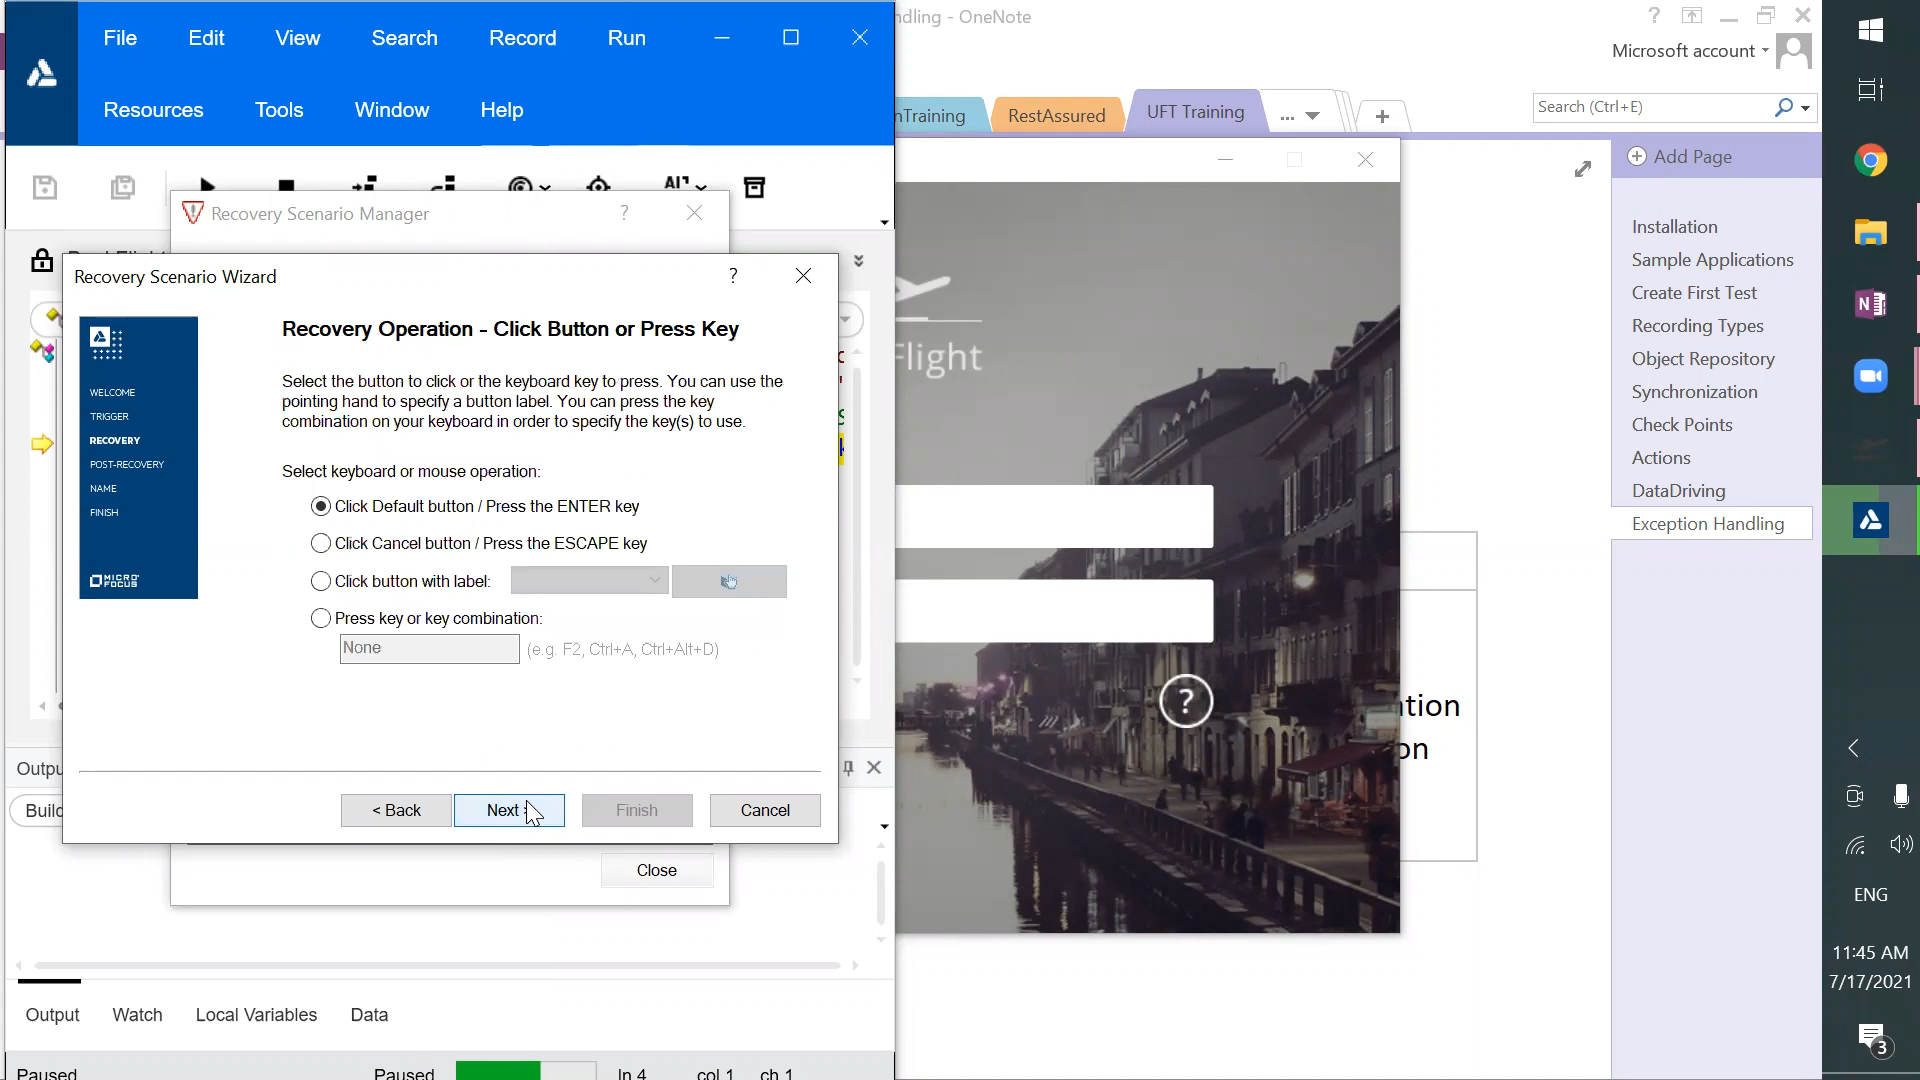 File Edit View Search Record Run
Resources Tools Window Help
ndling - OneNote
Microsoft account
nTraining RestAssured UFT Training ... +
Search (Ctrl+E)
Add Page
Installation
Sample Applications
Create First Test
Recording Types
Object Repository
Synchronization
Check Points
Actions
DataDriving
Exception Handling
Recovery Scenario Manager ?
Recovery Scenario Wizard ?
WELCOME
TRIGGER
RECOVERY
POST-RECOVERY
NAME
FINISH
MICRO
FOCUS
Recovery Operation - Click Button or Press Key
Select the button to click or the keyboard key to press. You can use the
pointing hand to specify a button label. You can press the key
combination on your keyboard in order to specify the key(s) to use.
Select keyboard or mouse operation:
Click Default button / Press the ENTER key
Click Cancel button / Press the ESCAPE key
Click button with label:
Press key or key combination:
None (e.g. F2, Ctrl+A, Ctrl+Alt+D)
< Back Next Finish Cancel
Close
Flight
?
tion
on
Outpu
Build
Output Watch Local Variables Data
Paused Paused ln 4 col 1 ch 1
ENG
11:45 AM
7/17/2021
3